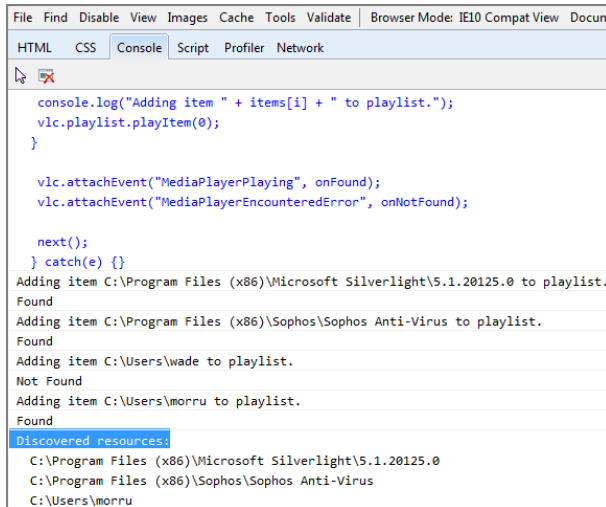 File Find Disable View Images Cache Tools Validate Browser Mode: IE10 Compat View
HTML CSS Console Script Profiler Network
console.log("Adding item " + items[i] + " to playlist.");
vlc.playlist.playItem(0);
}
vlc.attachEvent("MediaPlayerPlaying", onFound);
vlc.attachEvent("MediaPlayerEncounteredError", onNotFound);
next();
} catch(e) {}
Adding item C:\Program Files (x86)\Microsoft Silverlight\5.1.20125.0 to playlist.
Found
Adding item C:\Program Files (x86)\Sophos\Sophos Anti-Virus to playlist.
Found
Adding item C:\Users\wade to playlist.
Not Found
Adding item C:\Users\morru to playlist.
Found
Discovered resources:
C:\Program Files (x86)\Microsoft Silverlight\5.1.20125.0
C:\Program Files (x86)\Sophos\Sophos Anti-Virus
C:\Users\morru